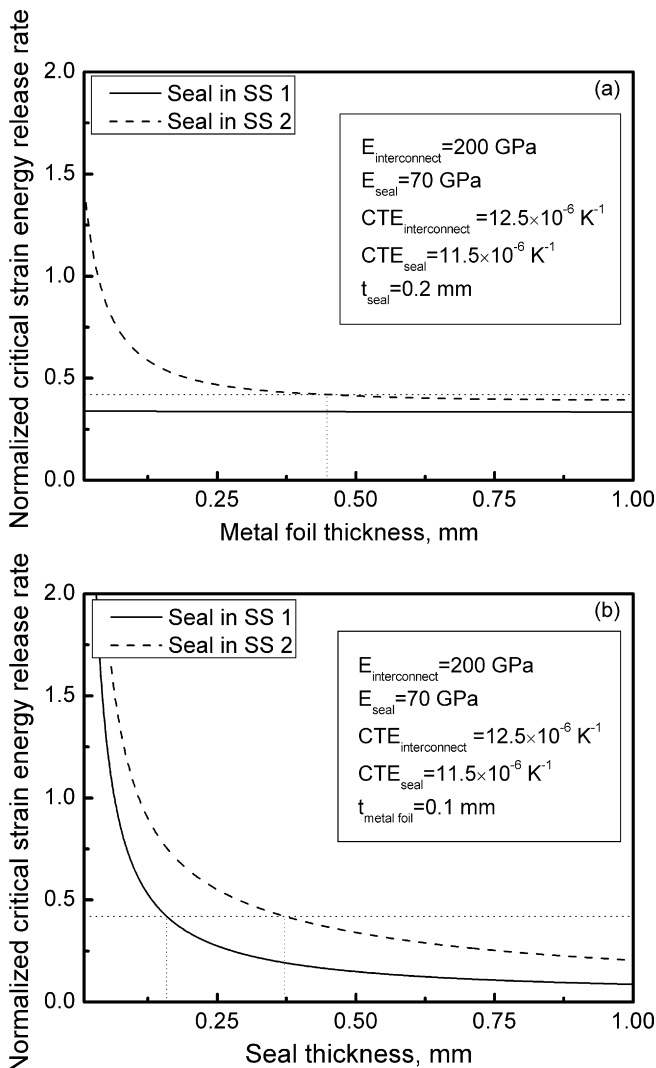 Normalized critical strain energy release rate
2.0
1.5
1.0
0.5
0.0
Seal in SS 1
Seal in SS 2
(a)
E_interconnect=200 GPa
E_seal=70 GPa
CTE_interconnect =12.5×10⁻⁶ K⁻¹
CTE_seal=11.5×10⁻⁶ K⁻¹
t_seal=0.2 mm
0.25 0.50 0.75 1.00
Metal foil thickness, mm
Normalized critical strain energy release rate
2.0
1.5
1.0
0.5
0.0
Seal in SS 1
Seal in SS 2
(b)
E_interconnect=200 GPa
E_seal=70 GPa
CTE_interconnect =12.5×10⁻⁶ K⁻¹
CTE_seal=11.5×10⁻⁶ K⁻¹
t_metal foil=0.1 mm
0.25 0.50 0.75 1.00
Seal thickness, mm